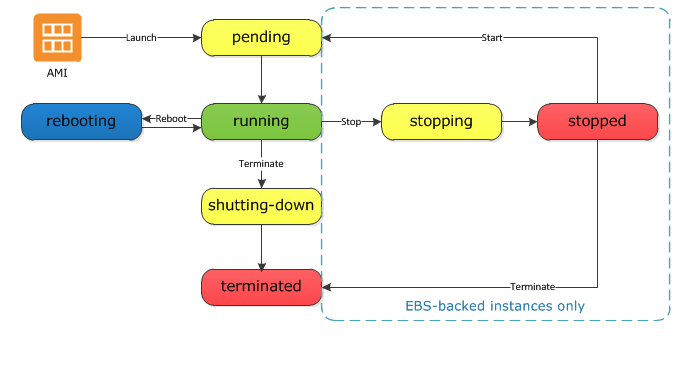 Launch
pending
Start
AMI
rebooting
Reboot
running
Stop
stopping
stopped
Terminate
shutting-down
terminated
Terminate
EBS-backed instances only